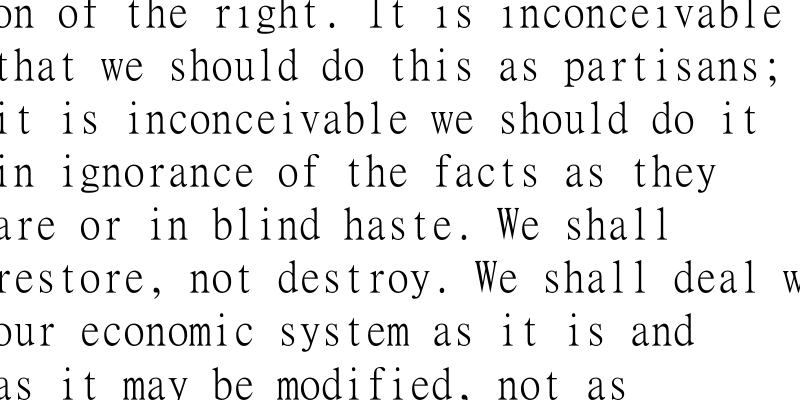 on of the right. It is inconceivable
that we should do this as partisans;
it is inconceivable we should do it
in ignorance of the facts as they
are or in blind haste. We shall
restore, not destroy. We shall deal w
our economic system as it is and
as it may be modified, not as